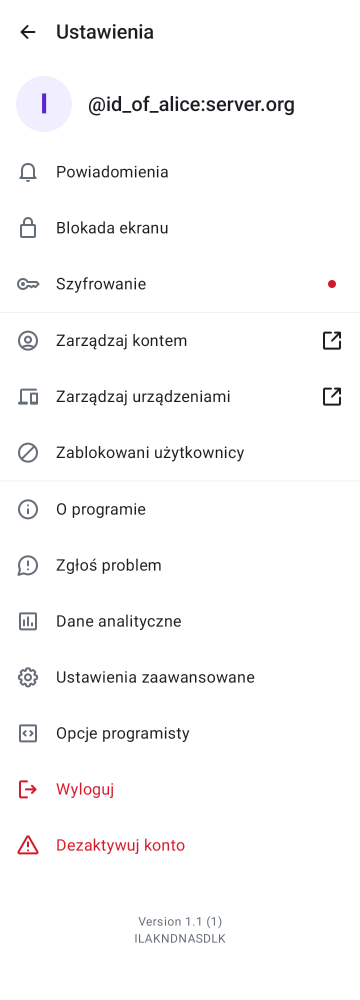 Ustawienia
I
@id_of_alice:server.org
Powiadomienia
Blokada ekranu
Szyfrowanie
Zarządzaj kontem
Zarządzaj urządzeniami
Zablokowani użytkownicy
O programie
Zgłoś problem
Dane analityczne
Ustawienia zaawansowane
Opcje programisty
Wyloguj
Dezaktywuj konto
Version 1.1 (1)
ILAKNDNASDLK